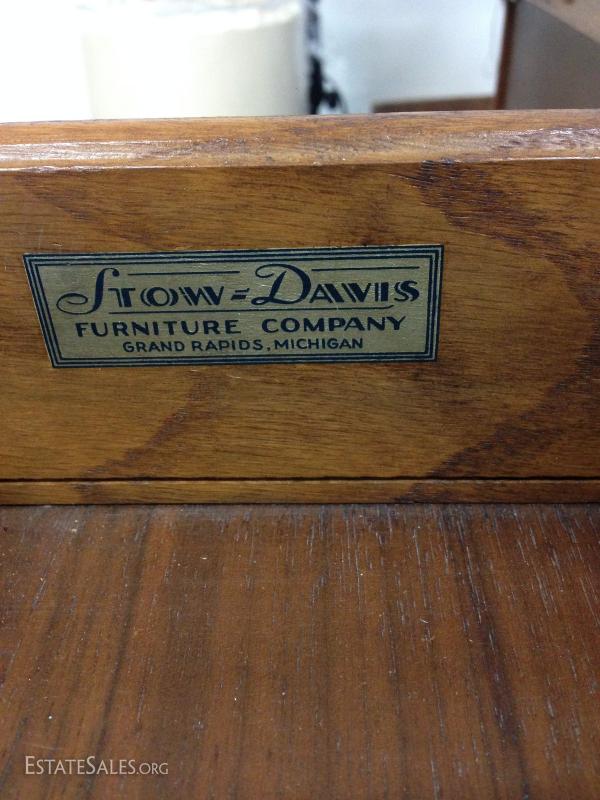 Stow-Davis
FURNITURE COMPANY
GRAND RAPIDS, MICHIGAN
ESTATESALES.ORG